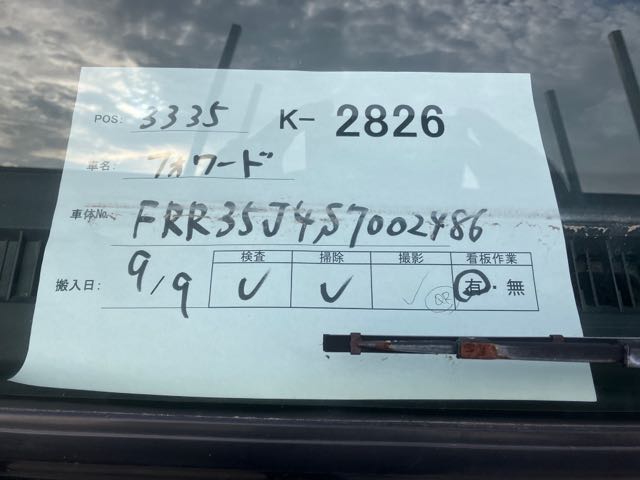 POS: 3335 K- 2826
車名: フォワード
車体No. FRR35J4S7002486
搬入日: 9/9 検査 掃除 撮影 看板作業
✓ ✓ ✓ 有・無